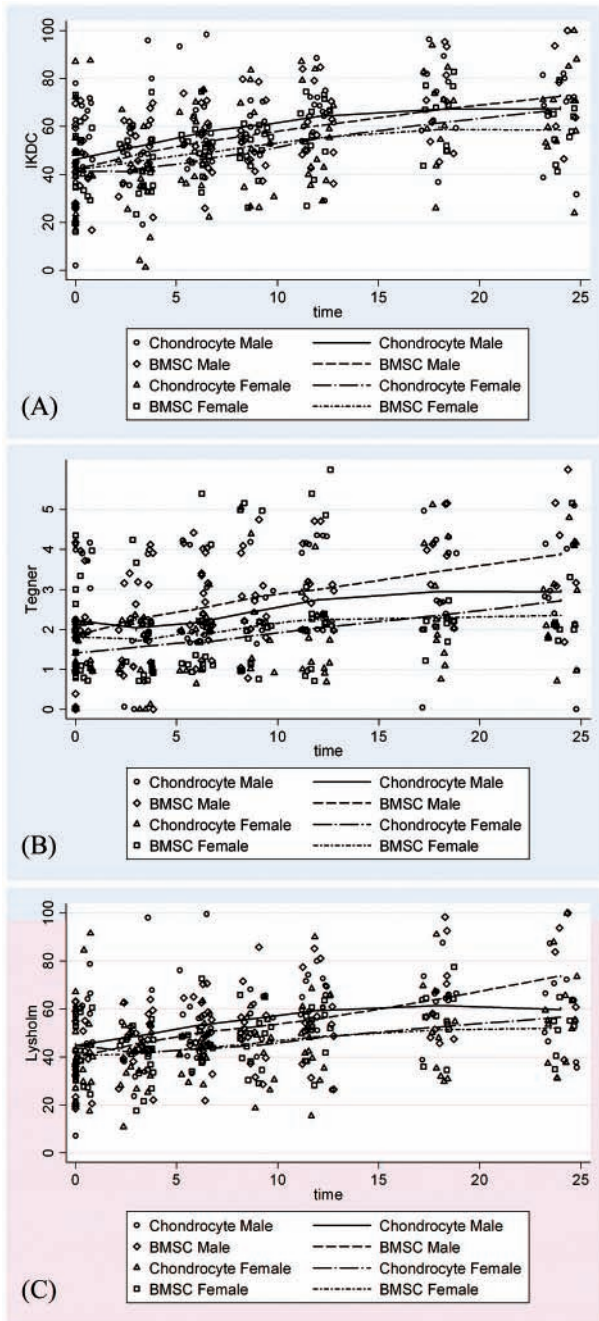 100
80
60
40
20
0
IKDC
0 5 10 15 20 25
time
Chondrocyte Male Chondrocyte Male
BMSC Male BMSC Male
Chondrocyte Female Chondrocyte Female
BMSC Female BMSC Female
(A)
5
4
3
2
1
0
Tegner
0 5 10 15 20 25
time
Chondrocyte Male Chondrocyte Male
BMSC Male BMSC Male
Chondrocyte Female Chondrocyte Female
BMSC Female BMSC Female
(B)
100
80
60
40
20
0
Lysholm
0 5 10 15 20 25
time
Chondrocyte Male Chondrocyte Male
BMSC Male BMSC Male
Chondrocyte Female Chondrocyte Female
BMSC Female BMSC Female
(C)